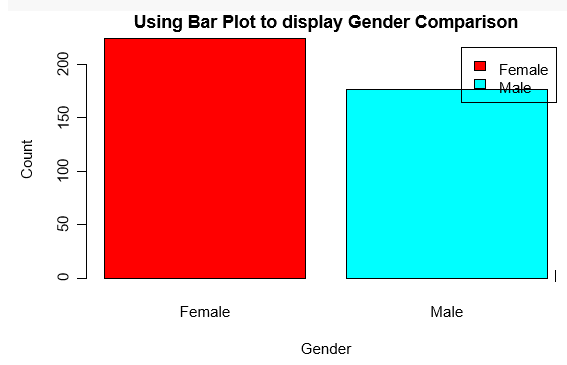 Using Bar Plot to display Gender Comparison
Female
Male
Count
200
150
100
50
0
Female Male
Gender